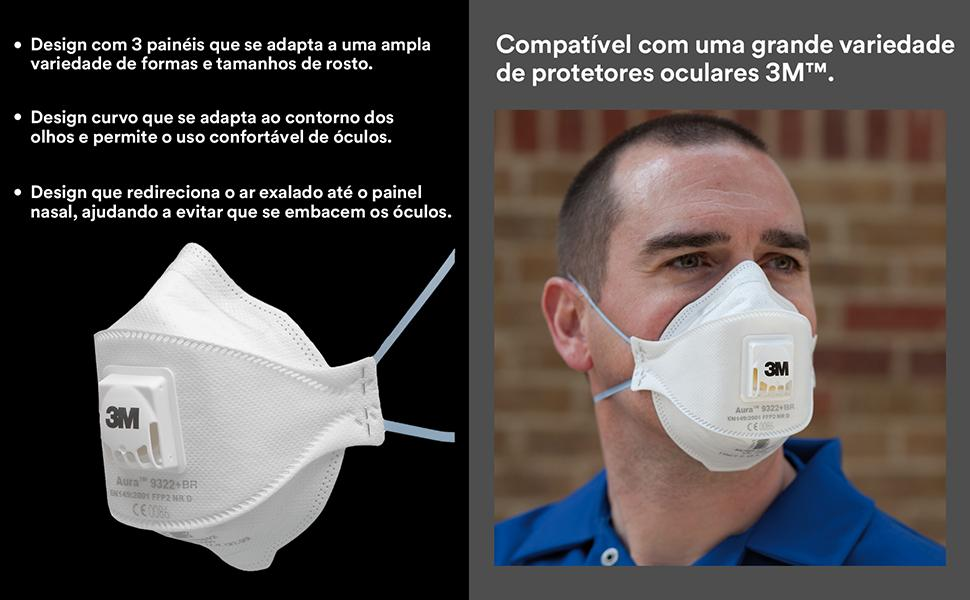 • Design com 3 painéis que se adapta a uma ampla
variedade de formas e tamanhos de rosto.
• Design curvo que se adapta ao contorno dos
olhos e permite o uso confortável de óculos.
• Design que redireciona o ar exalado até o painel
nasal, ajudando a evitar que se embacem os óculos.
3M
Aura™ 9322+BR
EN149:2001 FFP2 NR D
CE 0086
Compatível com uma grande variedade
de protetores oculares 3M™.
3M
Aura™ 9322+BR
EN149:2001 FFP2 NR D
CE 0086